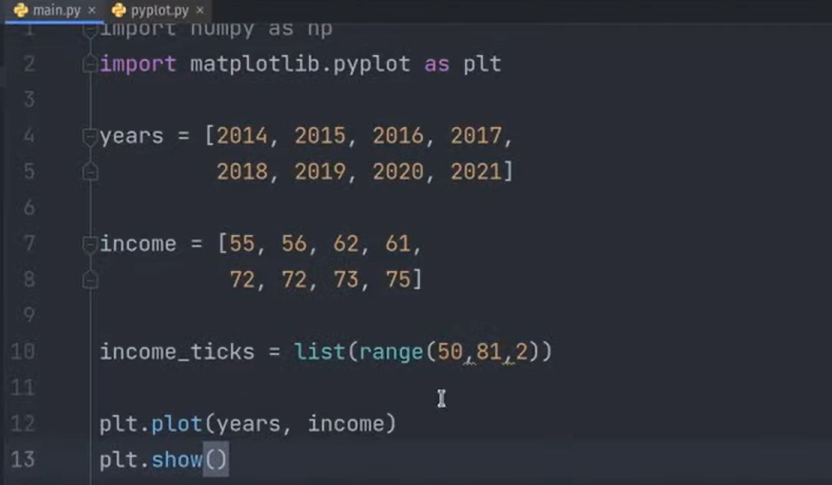 main.py × pyplot.py ×
1 import numpy as np
2 import matplotlib.pyplot as plt
3
4 years = [2014, 2015, 2016, 2017,
5 2018, 2019, 2020, 2021]
6
7 income = [55, 56, 62, 61,
8 72, 72, 73, 75]
9
10 income_ticks = list(range(50,81,2))
11
12 plt.plot(years, income)
13 plt.show()